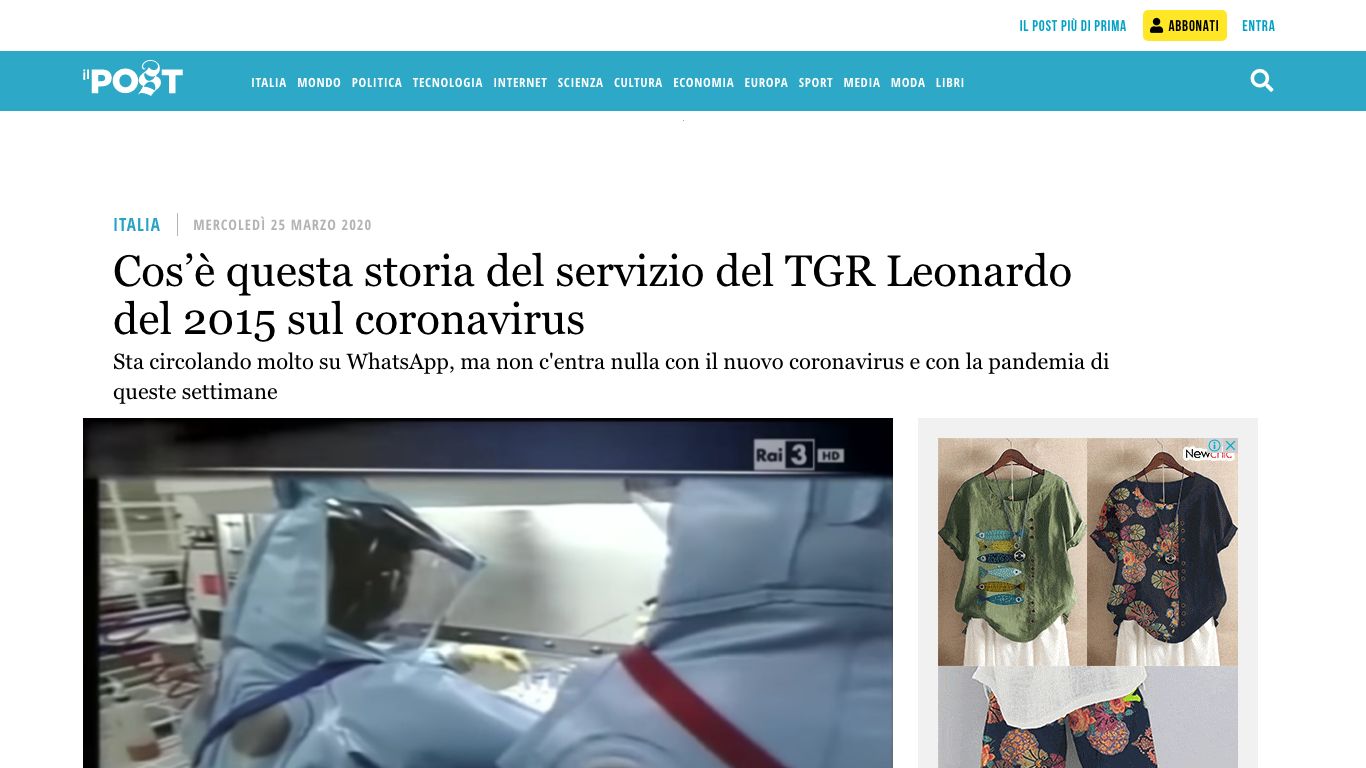 IL POST PIÙ DI PRIMA
ABBONATI
ENTRA
il POST
ITALIA MONDO POLITICA TECNOLOGIA INTERNET SCIENZA CULTURA ECONOMIA EUROPA SPORT MEDIA MODA LIBRI
ITALIA
MERCOLEDÌ 25 MARZO 2020
Cos’è questa storia del servizio del TGR Leonardo
del 2015 sul coronavirus
Sta circolando molto su WhatsApp, ma non c'entra nulla con il nuovo coronavirus e con la pandemia di
queste settimane
Rai 3 HD
Newchic